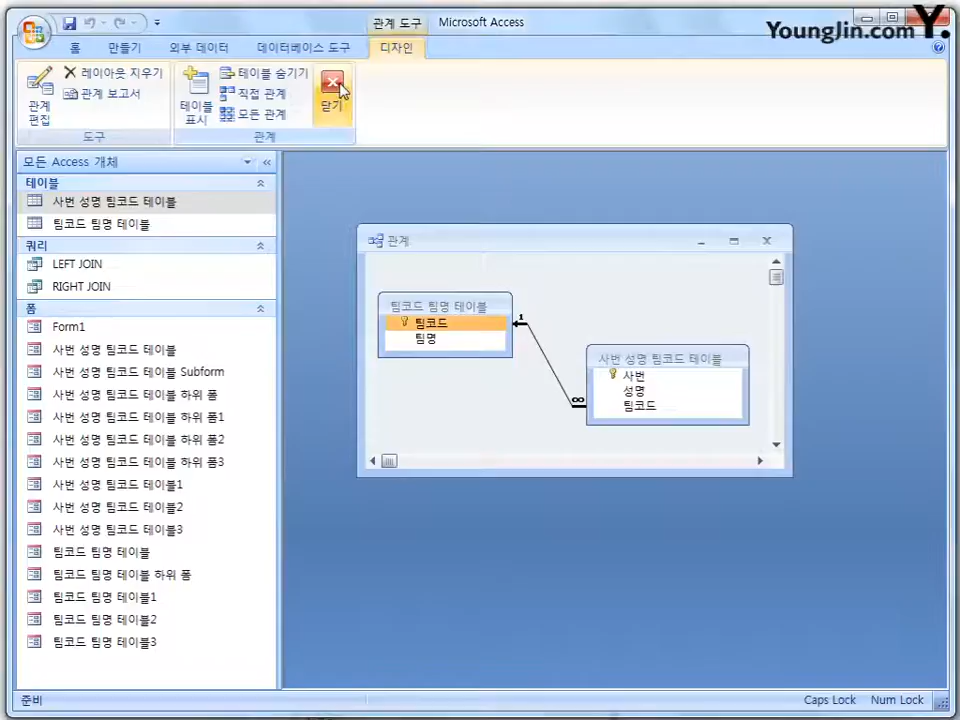 관계 도구 Microsoft Access
YoungJin.com Y.
홈 만들기 외부 데이터 데이터베이스 도구 디자인
관계 편집
레이아웃 지우기
관계 보고서
도구
테이블 표시
테이블 숨기기
직접 관계
모든 관계
관계
닫기
모든 Access 개체
테이블
사번 성명 팀코드 테이블
팀코드 팀명 테이블
쿼리
LEFT JOIN
RIGHT JOIN
폼
Form1
사번 성명 팀코드 테이블
사번 성명 팀코드 테이블 Subform
사번 성명 팀코드 테이블 하위 폼
사번 성명 팀코드 테이블 하위 폼1
사번 성명 팀코드 테이블 하위 폼2
사번 성명 팀코드 테이블 하위 폼3
사번 성명 팀코드 테이블1
사번 성명 팀코드 테이블2
사번 성명 팀코드 테이블3
팀코드 팀명 테이블
팀코드 팀명 테이블 하위 폼
팀코드 팀명 테이블1
팀코드 팀명 테이블2
팀코드 팀명 테이블3
관계
팀코드 팀명 테이블
팀코드
팀명
1
∞
사번 성명 팀코드 테이블
사번
성명
팀코드
준비
Caps Lock Num Lock